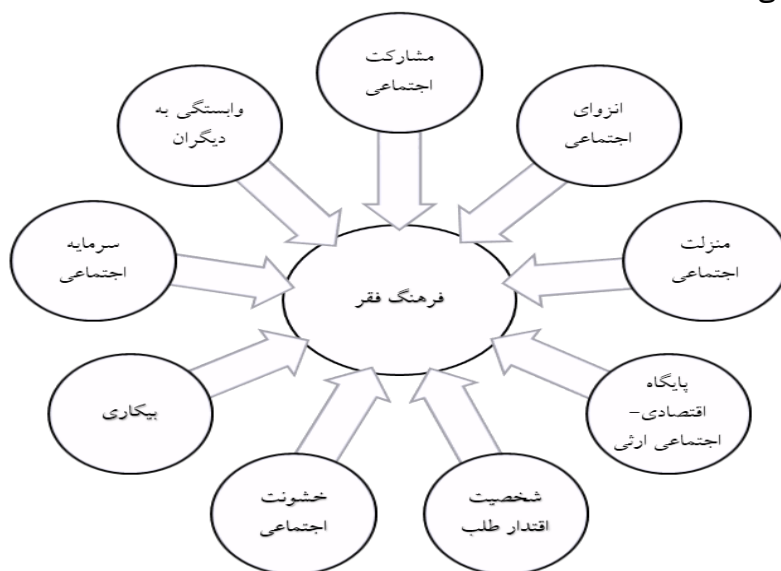 مشارکت
اجتماعی
انزوای
اجتماعی
منزلت
اجتماعی
پایگاه
اقتصادی-
اجتماعی ارثی
شخصیت
اقتدار طلب
خشونت
اجتماعی
بیکاری
سرمایه
اجتماعی
وابستگی به
دیگران
فرهنگ فقر